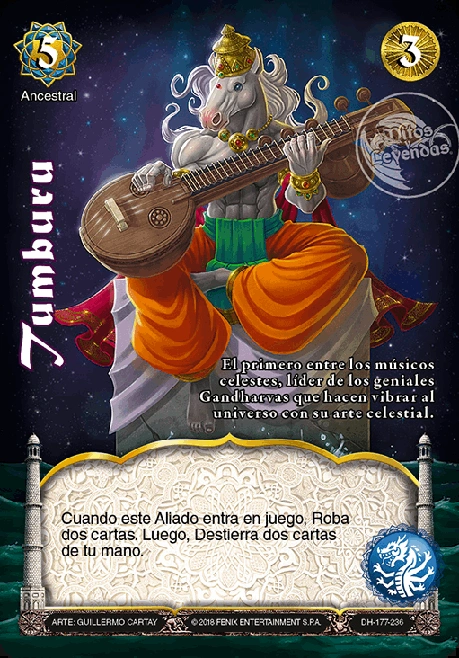 5
3
Ancestral
Mitos
y
Leyendas
Tumburu
El primero entre los músicos
celestes, líder de los geniales
Gandharvas que hacen vibrar al
universo con su arte celestial.
Cuando este Aliado entra en juego, Roba
dos cartas. Luego, Destierra dos cartas
de tu mano.
ARTE: GUILLERMO CARTAY
©2018 FENIX ENTERTAINMENT S.P.A.
DH-177-236